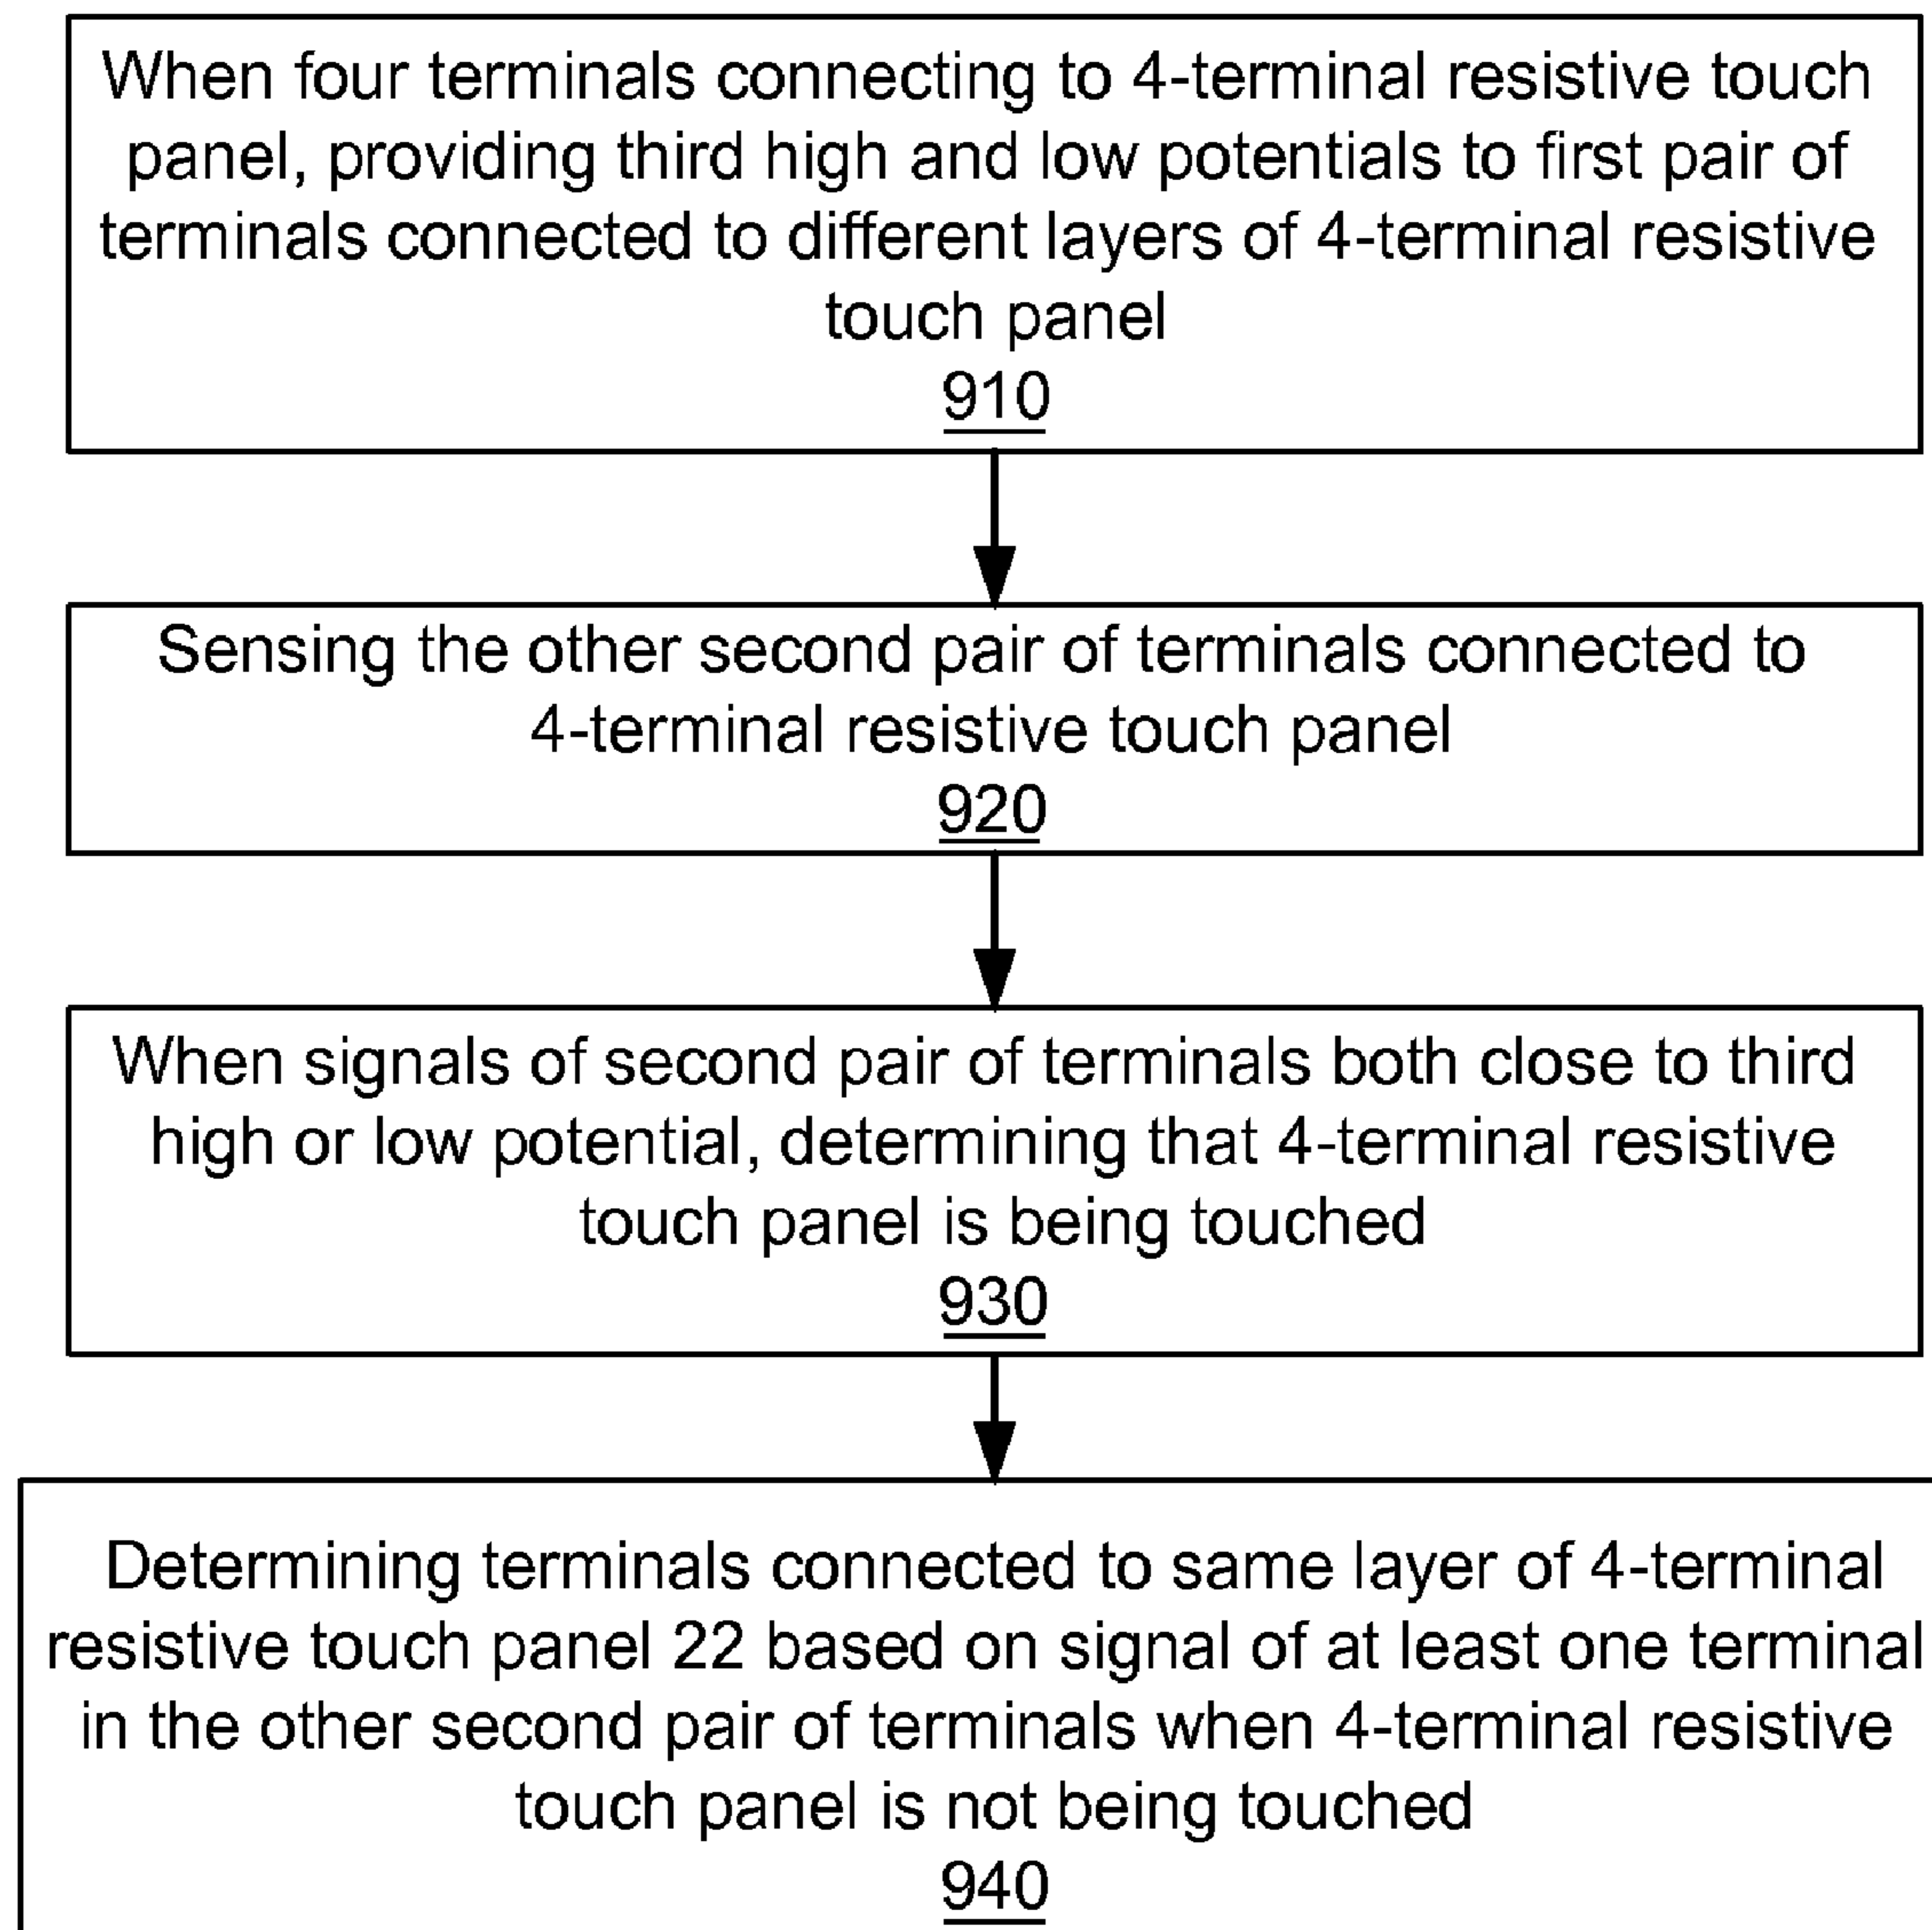 When four terminals connecting to 4-terminal resistive touch
panel, providing third high and low potentials to first pair of
terminals connected to different layers of 4-terminal resistive
touch panel
910
Sensing the other second pair of terminals connected to
4-terminal resistive touch panel
920
When signals of second pair of terminals both close to third
high or low potential, determining that 4-terminal resistive
touch panel is being touched
930
Determining terminals connected to same layer of 4-terminal
resistive touch panel 22 based on signal of at least one terminal
in the other second pair of terminals when 4-terminal resistive
touch panel is not being touched
940